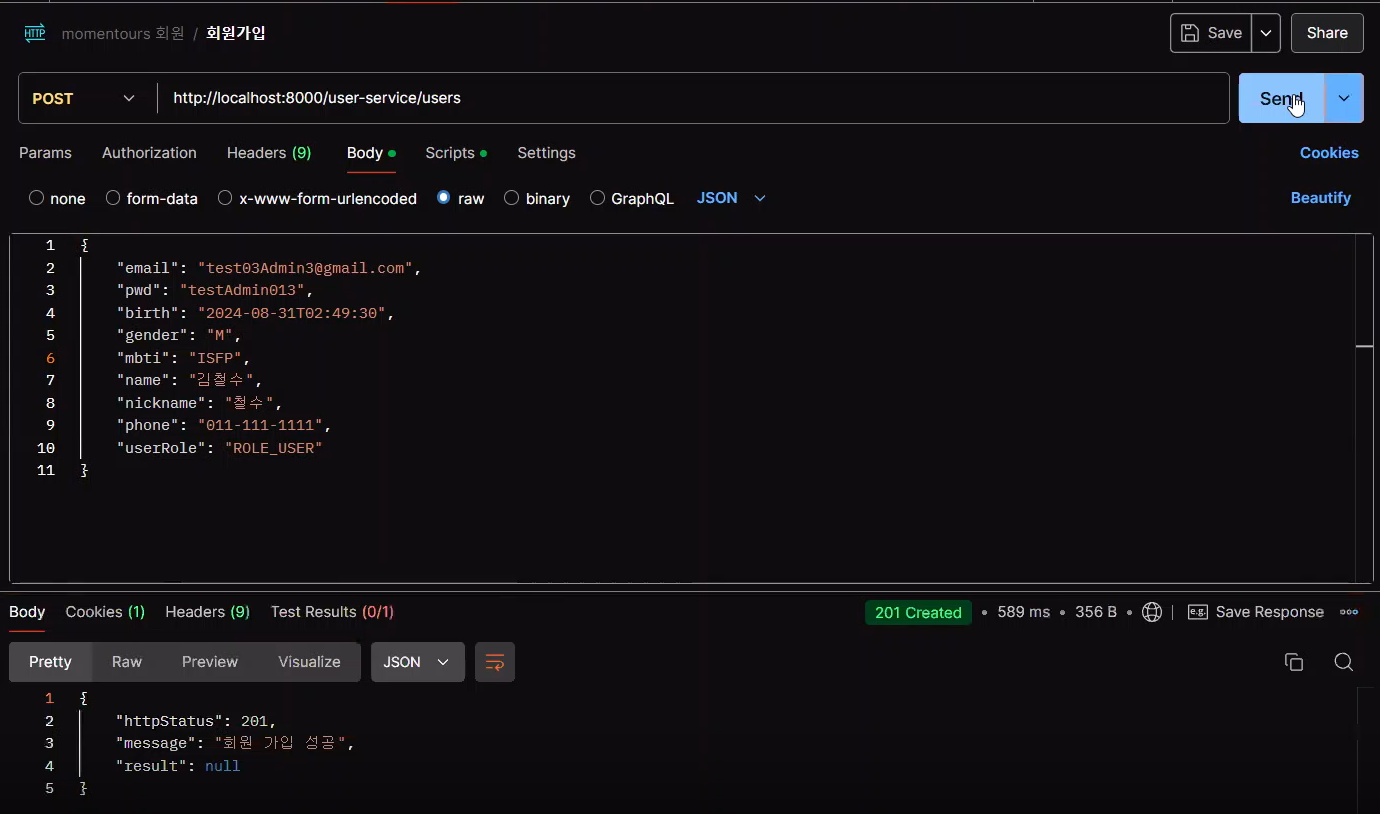 HTTP momentours 회원 / 회원가입 Save Share
POST http://localhost:8000/user-service/users Send
Params Authorization Headers (9) Body Scripts Settings Cookies
none form-data x-www-form-urlencoded raw binary GraphQL JSON Beautify
1 {
2 "email": "test03Admin3@gmail.com",
3 "pwd": "testAdmin013",
4 "birth": "2024-08-31T02:49:30",
5 "gender": "M",
6 "mbti": "ISFP",
7 "name": "김철수",
8 "nickname": "철수",
9 "phone": "011-111-1111",
10 "userRole": "ROLE_USER"
11 }
Body Cookies (1) Headers (9) Test Results (0/1) 201 Created • 589 ms • 356 B • e.g. Save Response
Pretty Raw Preview Visualize JSON
1 {
2 "httpStatus": 201,
3 "message": "회원 가입 성공",
4 "result": null
5 }